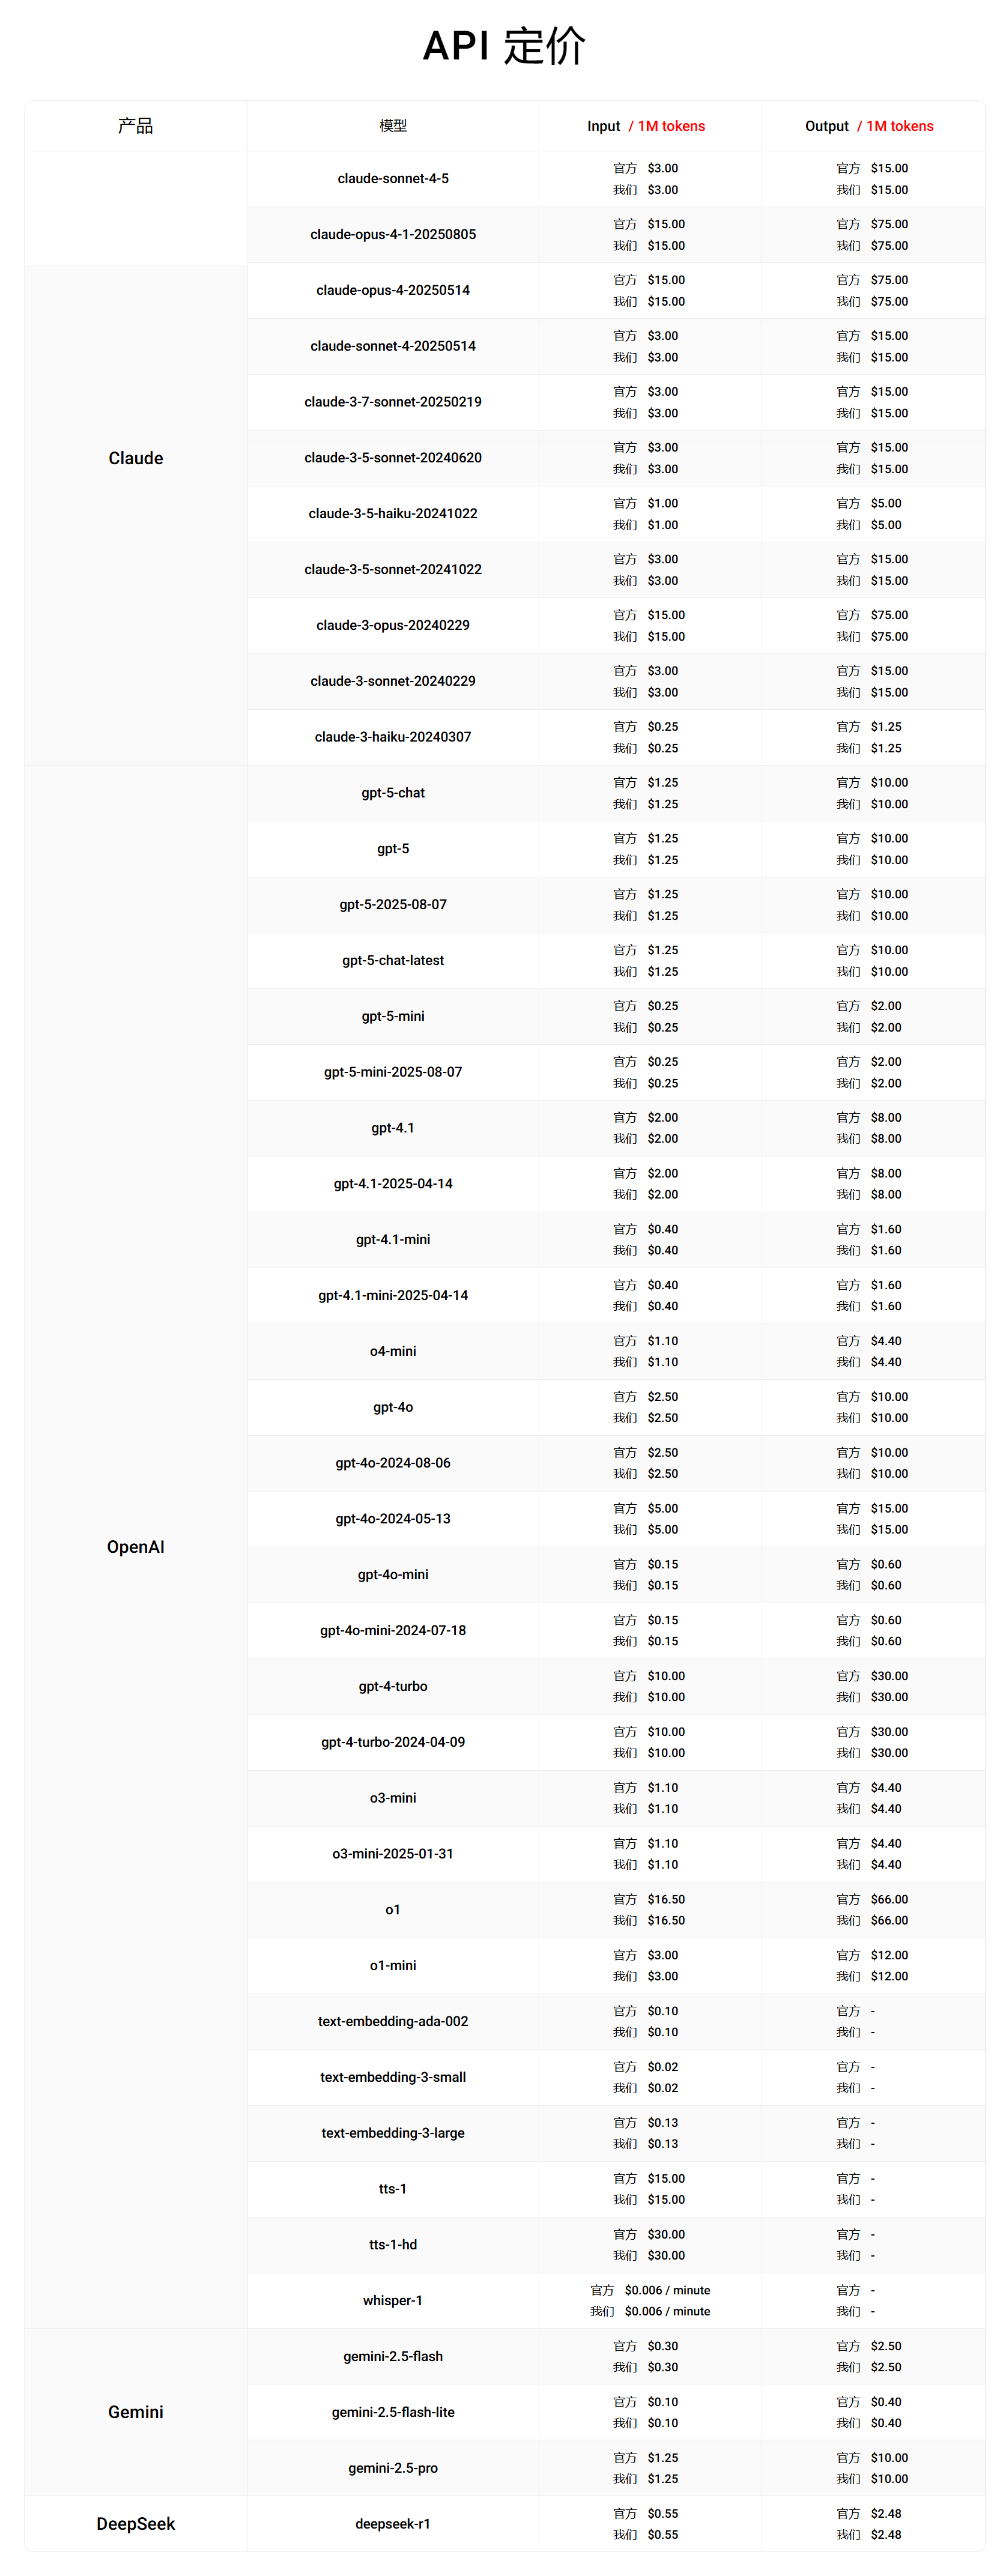 API 定价
产品 模型 Input / 1M tokens Output / 1M tokens
Claude
claude-sonnet-4-5
官方 $3.00 官方 $15.00
我们 $3.00 我们 $15.00
claude-opus-4-1-20250805
官方 $15.00 官方 $75.00
我们 $15.00 我们 $75.00
claude-opus-4-20250514
官方 $15.00 官方 $75.00
我们 $15.00 我们 $75.00
claude-sonnet-4-20250514
官方 $3.00 官方 $15.00
我们 $3.00 我们 $15.00
claude-3-7-sonnet-20250219
官方 $3.00 官方 $15.00
我们 $3.00 我们 $15.00
claude-3-5-sonnet-20240620
官方 $3.00 官方 $15.00
我们 $3.00 我们 $15.00
claude-3-5-haiku-20241022
官方 $1.00 官方 $5.00
我们 $1.00 我们 $5.00
claude-3-5-sonnet-20241022
官方 $3.00 官方 $15.00
我们 $3.00 我们 $15.00
claude-3-opus-20240229
官方 $15.00 官方 $75.00
我们 $15.00 我们 $75.00
claude-3-sonnet-20240229
官方 $3.00 官方 $15.00
我们 $3.00 我们 $15.00
claude-3-haiku-20240307
官方 $0.25 官方 $1.25
我们 $0.25 我们 $1.25
OpenAI
gpt-5-chat
官方 $1.25 官方 $10.00
我们 $1.25 我们 $10.00
gpt-5
官方 $1.25 官方 $10.00
我们 $1.25 我们 $10.00
gpt-5-2025-08-07
官方 $1.25 官方 $10.00
我们 $1.25 我们 $10.00
gpt-5-chat-latest
官方 $1.25 官方 $10.00
我们 $1.25 我们 $10.00
gpt-5-mini
官方 $0.25 官方 $2.00
我们 $0.25 我们 $2.00
gpt-5-mini-2025-08-07
官方 $0.25 官方 $2.00
我们 $0.25 我们 $2.00
gpt-4.1
官方 $2.00 官方 $8.00
我们 $2.00 我们 $8.00
gpt-4.1-2025-04-14
官方 $2.00 官方 $8.00
我们 $2.00 我们 $8.00
gpt-4.1-mini
官方 $0.40 官方 $1.60
我们 $0.40 我们 $1.60
gpt-4.1-mini-2025-04-14
官方 $0.40 官方 $1.60
我们 $0.40 我们 $1.60
o4-mini
官方 $1.10 官方 $4.40
我们 $1.10 我们 $4.40
gpt-4o
官方 $2.50 官方 $10.00
我们 $2.50 我们 $10.00
gpt-4o-2024-08-06
官方 $2.50 官方 $10.00
我们 $2.50 我们 $10.00
gpt-4o-2024-05-13
官方 $5.00 官方 $15.00
我们 $5.00 我们 $15.00
gpt-4o-mini
官方 $0.15 官方 $0.60
我们 $0.15 我们 $0.60
gpt-4o-mini-2024-07-18
官方 $0.15 官方 $0.60
我们 $0.15 我们 $0.60
gpt-4-turbo
官方 $10.00 官方 $30.00
我们 $10.00 我们 $30.00
gpt-4-turbo-2024-04-09
官方 $10.00 官方 $30.00
我们 $10.00 我们 $30.00
o3-mini
官方 $1.10 官方 $4.40
我们 $1.10 我们 $4.40
o3-mini-2025-01-31
官方 $1.10 官方 $4.40
我们 $1.10 我们 $4.40
o1
官方 $16.50 官方 $66.00
我们 $16.50 我们 $66.00
o1-mini
官方 $3.00 官方 $12.00
我们 $3.00 我们 $12.00
text-embedding-ada-002
官方 $0.10 官方 -
我们 $0.10 我们 -
text-embedding-3-small
官方 $0.02 官方 -
我们 $0.02 我们 -
text-embedding-3-large
官方 $0.13 官方 -
我们 $0.13 我们 -
tts-1
官方 $15.00 官方 -
我们 $15.00 我们 -
tts-1-hd
官方 $30.00 官方 -
我们 $30.00 我们 -
whisper-1
官方 $0.006 / minute 官方 -
我们 $0.006 / minute 我们 -
Gemini
gemini-2.5-flash
官方 $0.30 官方 $2.50
我们 $0.30 我们 $2.50
gemini-2.5-flash-lite
官方 $0.10 官方 $0.40
我们 $0.10 我们 $0.40
gemini-2.5-pro
官方 $1.25 官方 $10.00
我们 $1.25 我们 $10.00
DeepSeek
deepseek-r1
官方 $0.55 官方 $2.48
我们 $0.55 我们 $2.48